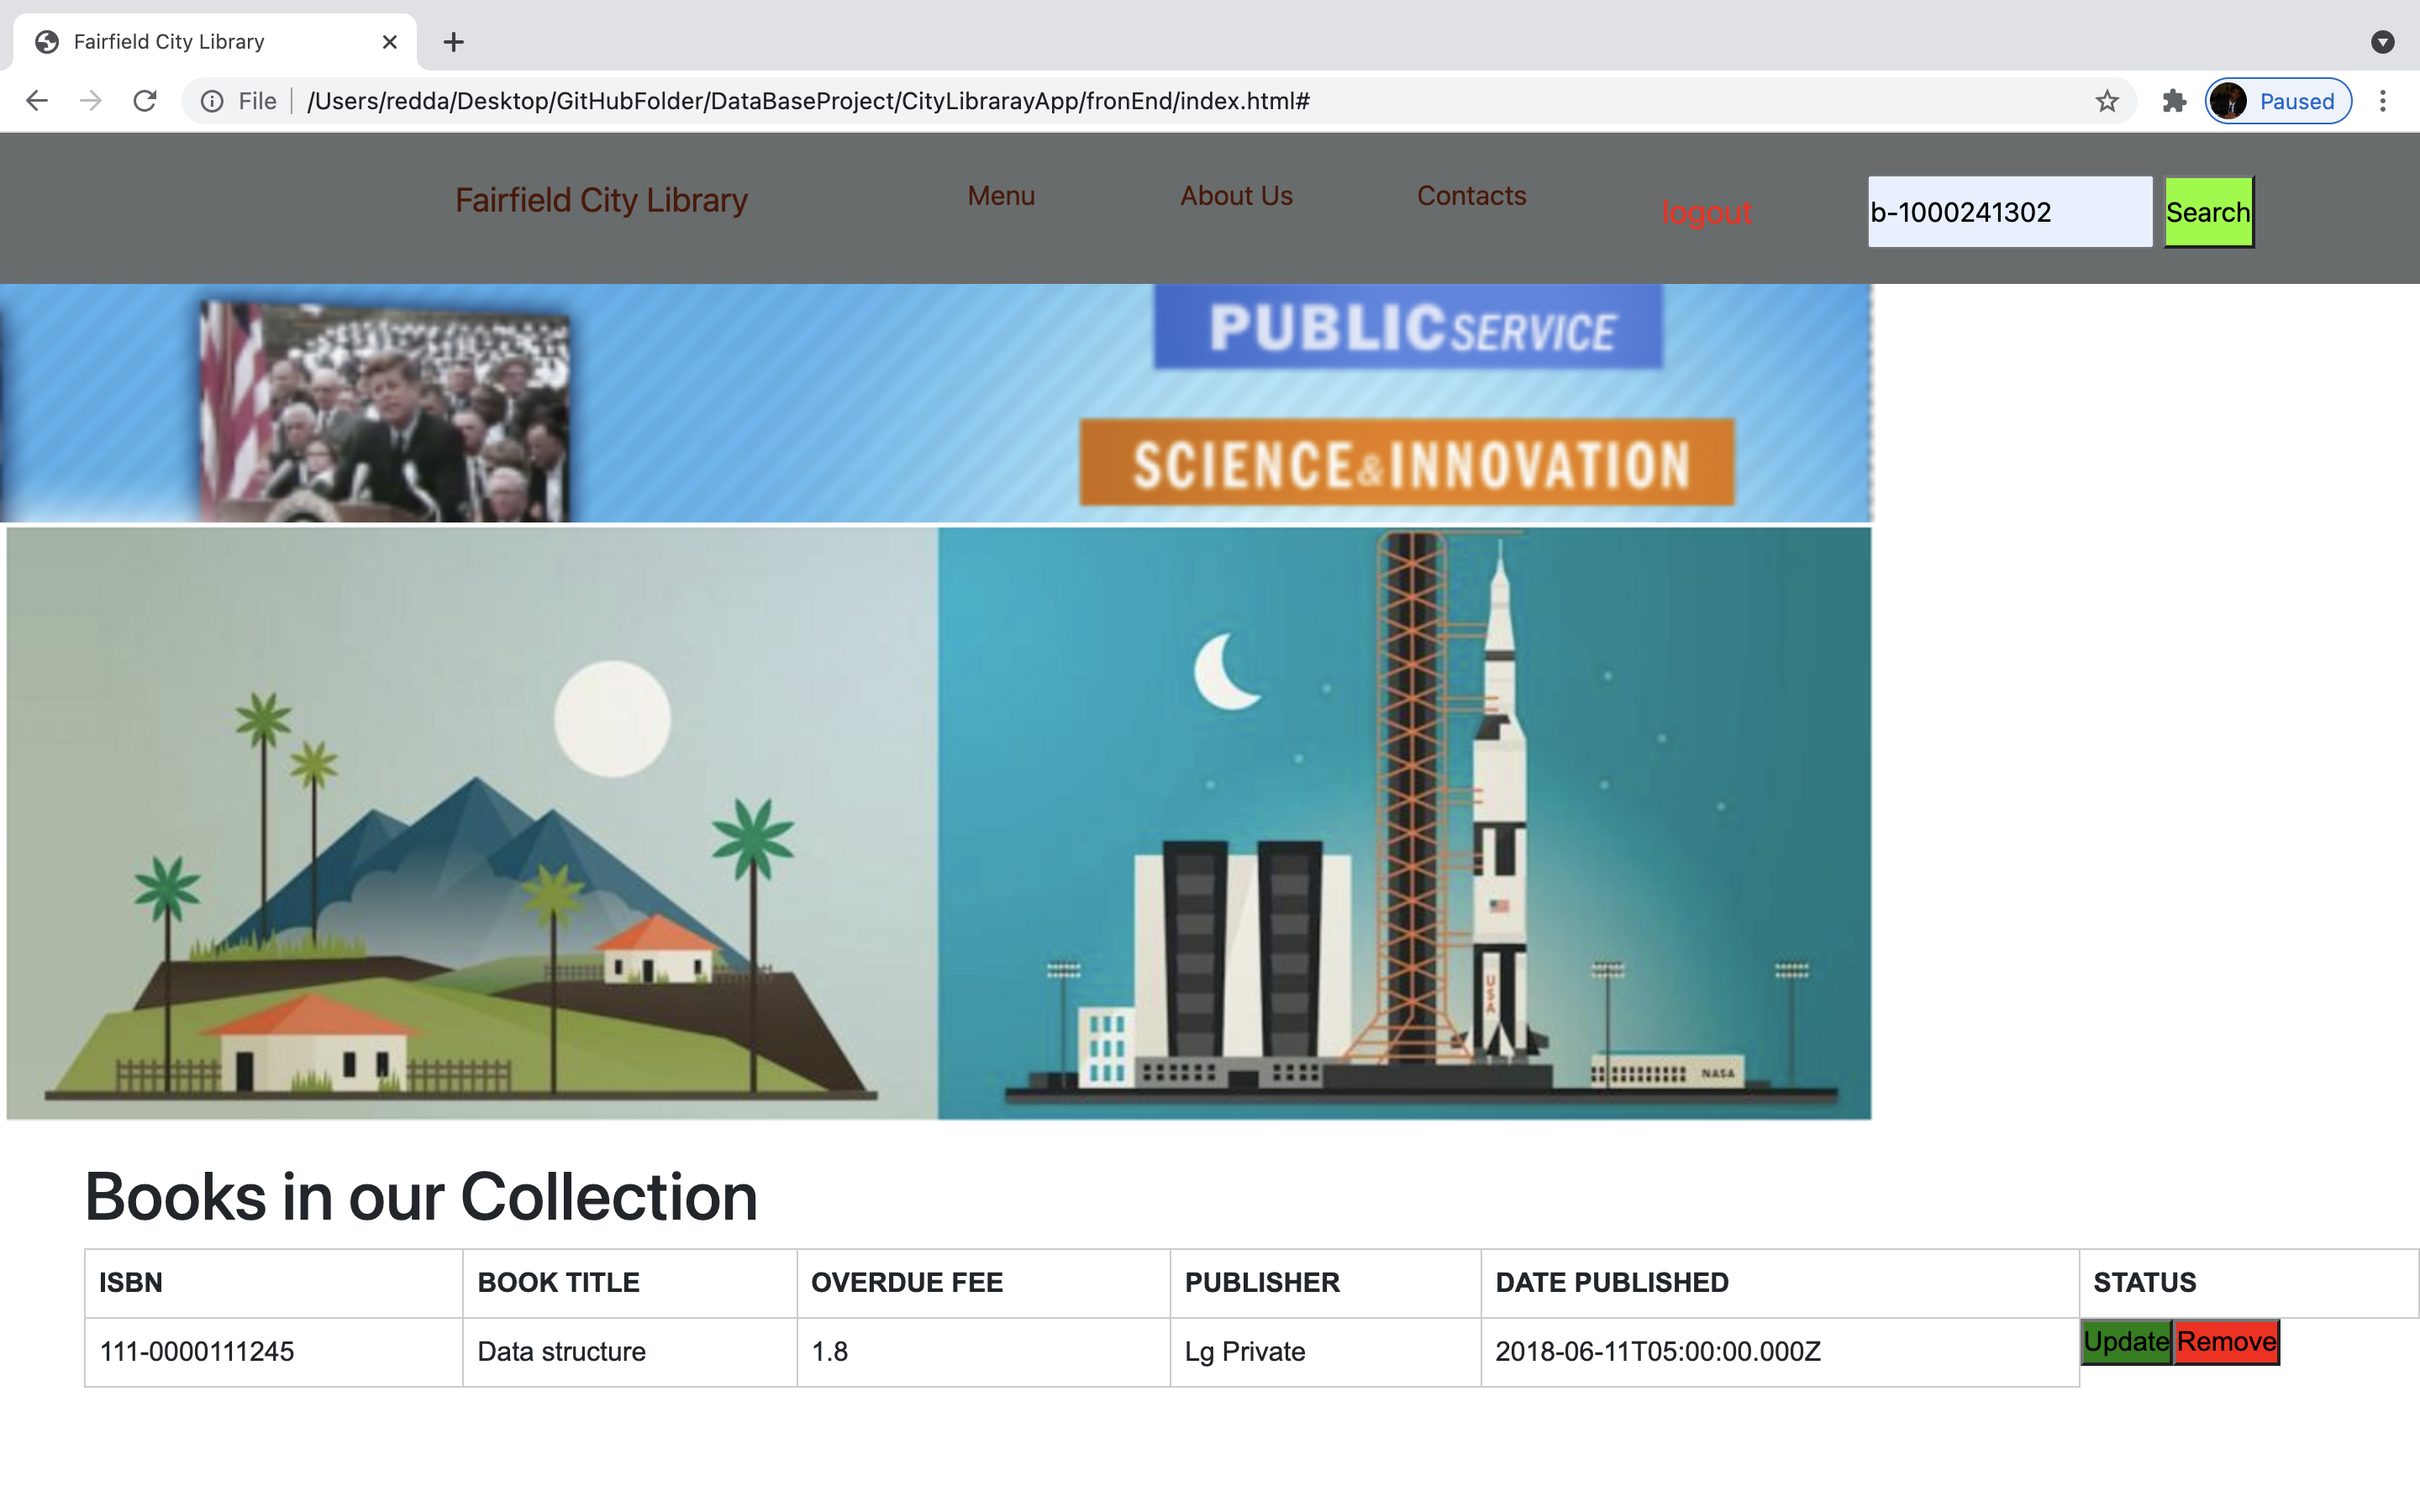 Fairfield City Library
File /Users/redda/Desktop/GitHubFolder/DataBaseProject/CityLibrarayApp/fronEnd/index.html#
Paused
Fairfield City Library Menu About Us Contacts logout b-1000241302 Search
PUBLIC SERVICE
SCIENCE & INNOVATION
USA
NASA
Books in our Collection
ISBN BOOK TITLE OVERDUE FEE PUBLISHER DATE PUBLISHED STATUS
111-0000111245 Data structure 1.8 Lg Private 2018-06-11T05:00:00.000Z Update Remove